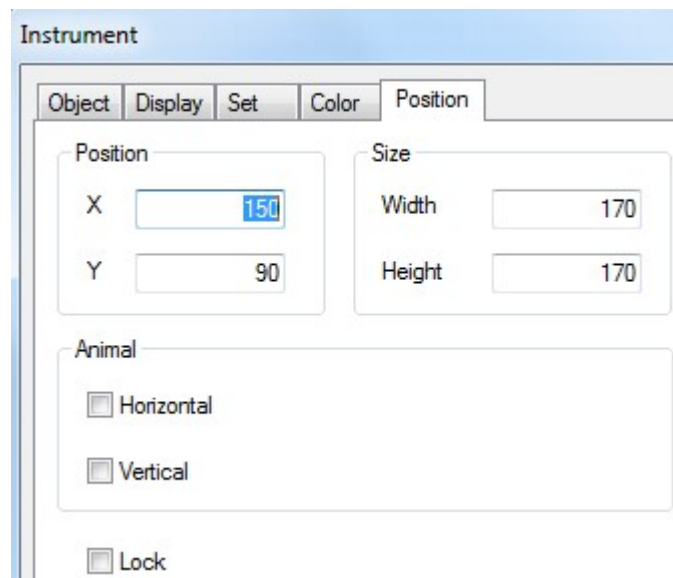 Instrument
Object Display Set Color Position
Position Size
X 150 Width 170
Y 90 Height 170
Animal
Horizontal
Vertical
Lock